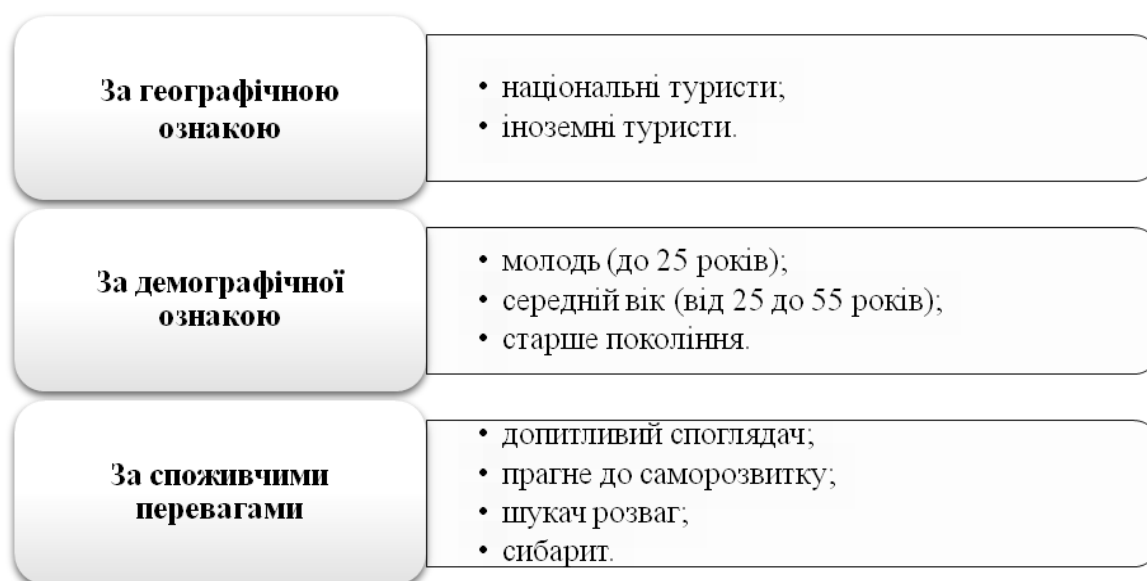 За географічною
ознакою
• національні туристи;
• іноземні туристи.
За демографічної
ознакою
• молодь (до 25 років);
• середній вік (від 25 до 55 років);
• старше покоління.
За споживчими
перевагами
• допитливий споглядач;
• прагне до саморозвитку;
• шукач розваг;
• сибарит.